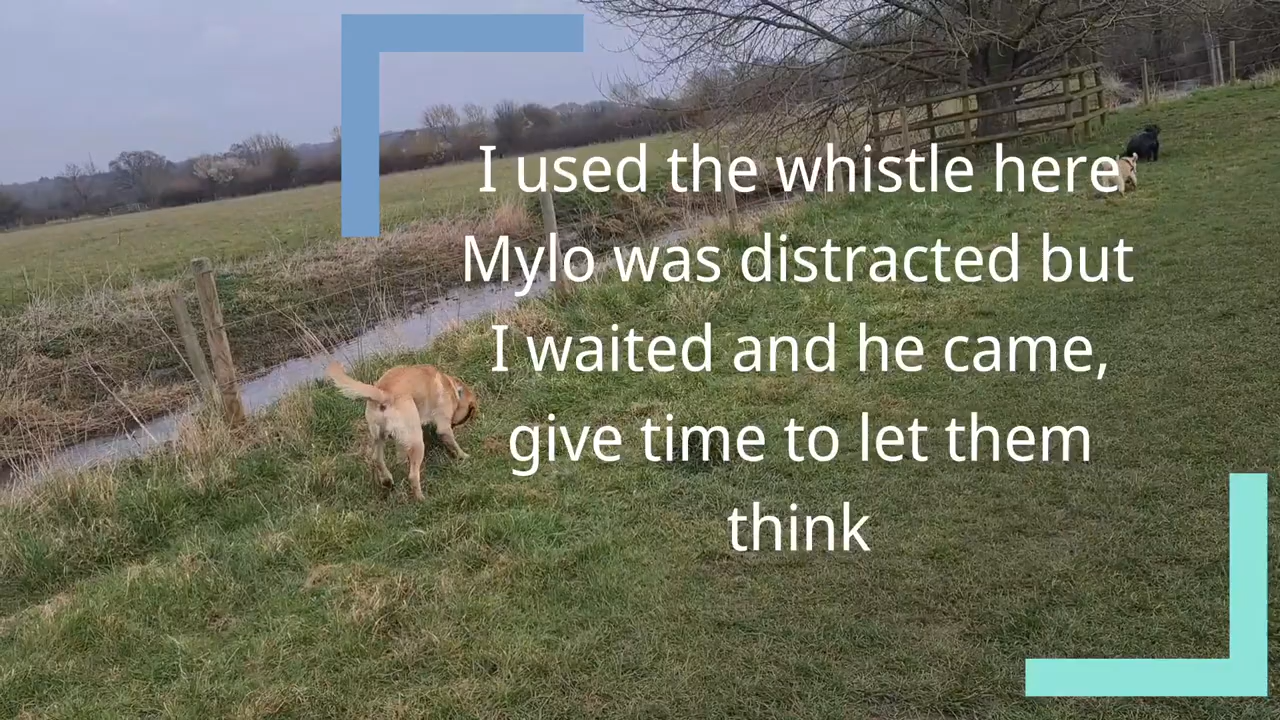 I used the whistle here
Mylo was distracted but
I waited and he came,
give time to let them
think